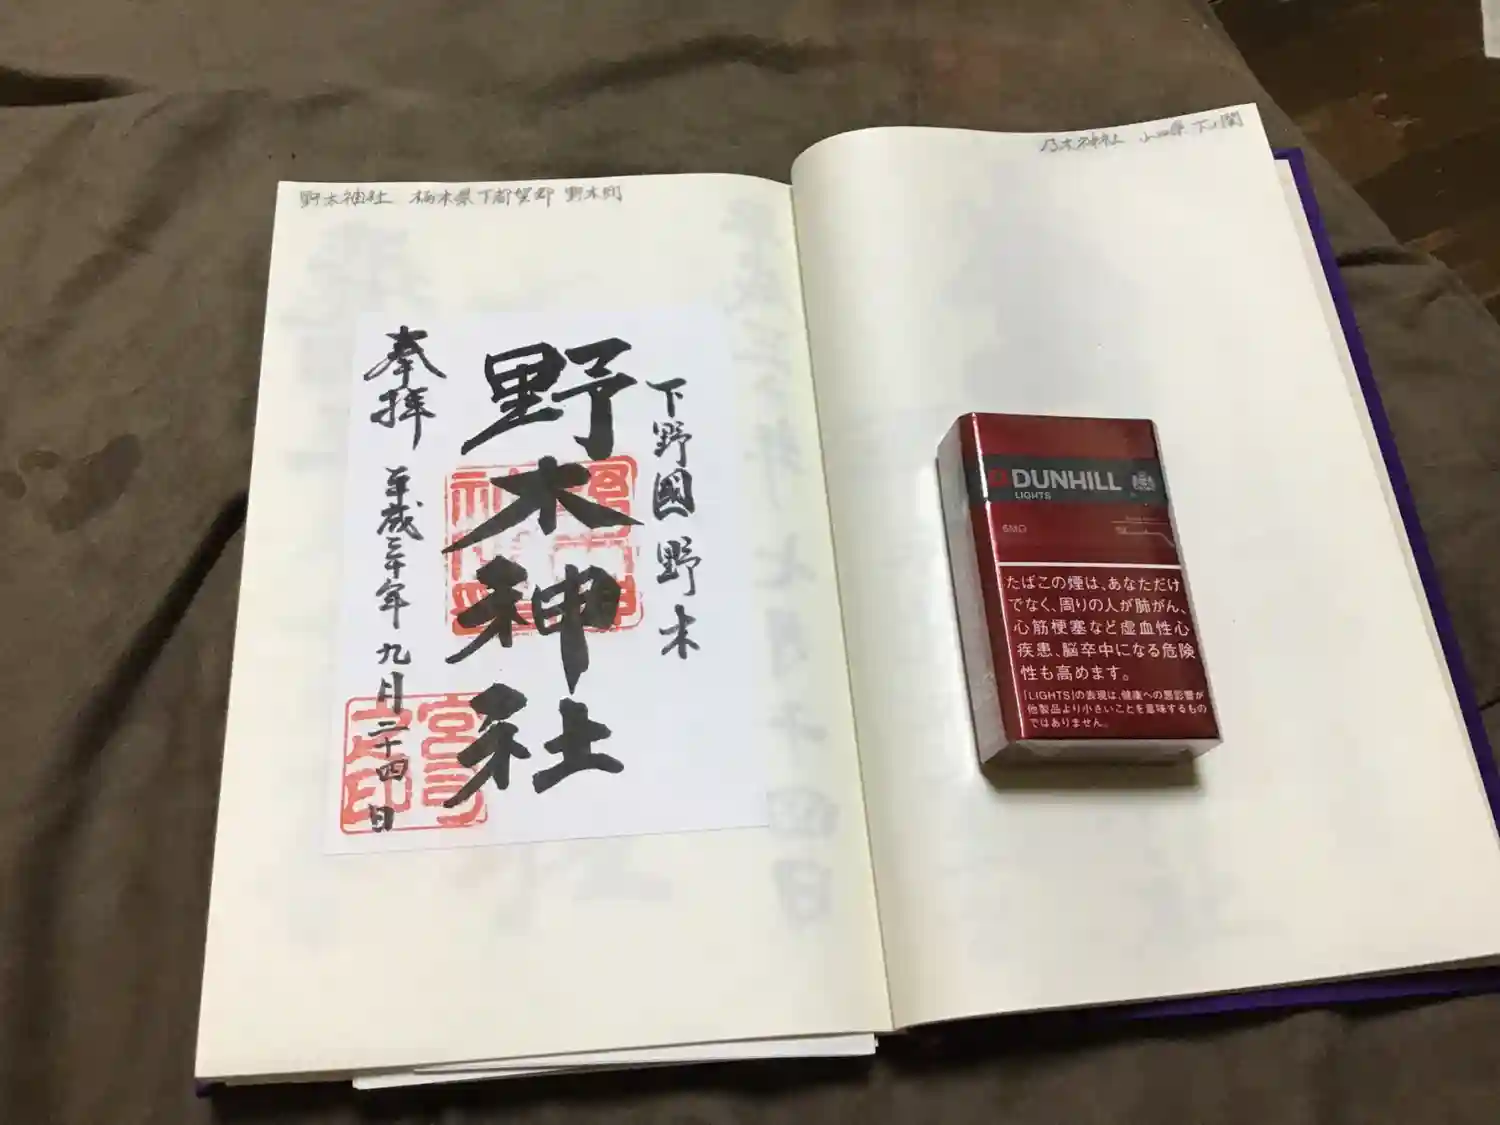 野木神社 栃木県下都賀郡 野木町
乃木神社 山口県 下関
下野國野木
野木神社
奉拝
平成三十年九月二十四日
宮司之印
DUNHILL
LIGHTS
6MG
たばこの煙は、あなただけ
でなく、周りの人が肺がん、
心筋梗塞など虚血性心
疾患、脳卒中になる危険
性も高めます。
「LIGHTS」の表現は、健康への悪影響が
他製品より小さいことを意味するもの
ではありません。